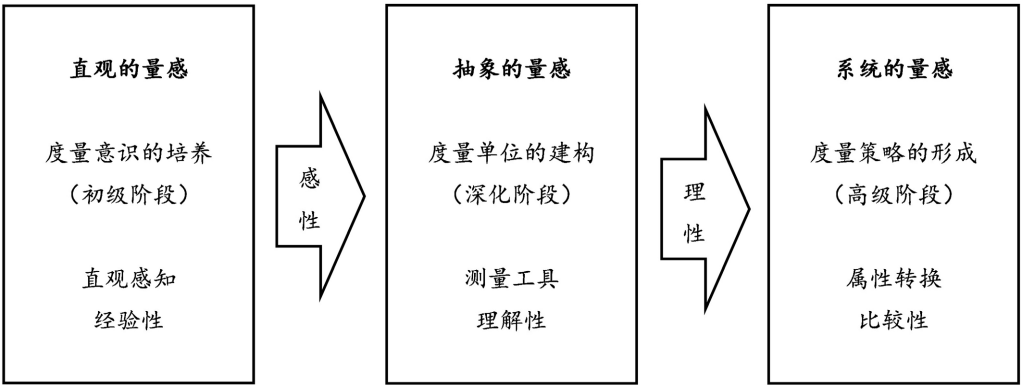 直观的量感
度量意识的培养
（初级阶段）
直观感知
经验性
感
性
抽象的量感
度量单位的建构
（深化阶段）
测量工具
理解性
理
性
系统的量感
度量策略的形成
（高级阶段）
属性转换
比较性